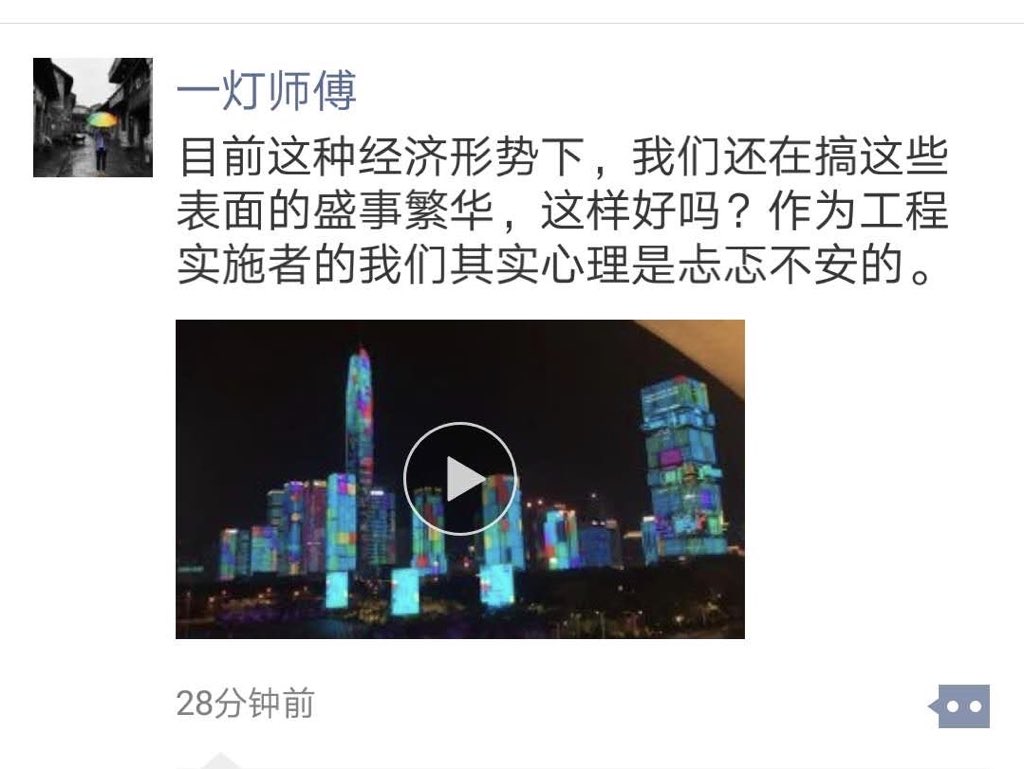 一灯师傅
目前这种经济形势下，我们还在搞这些
表面的盛事繁华，这样好吗？作为工程
实施者的我们其实心理是忐忑不安的。
28分钟前